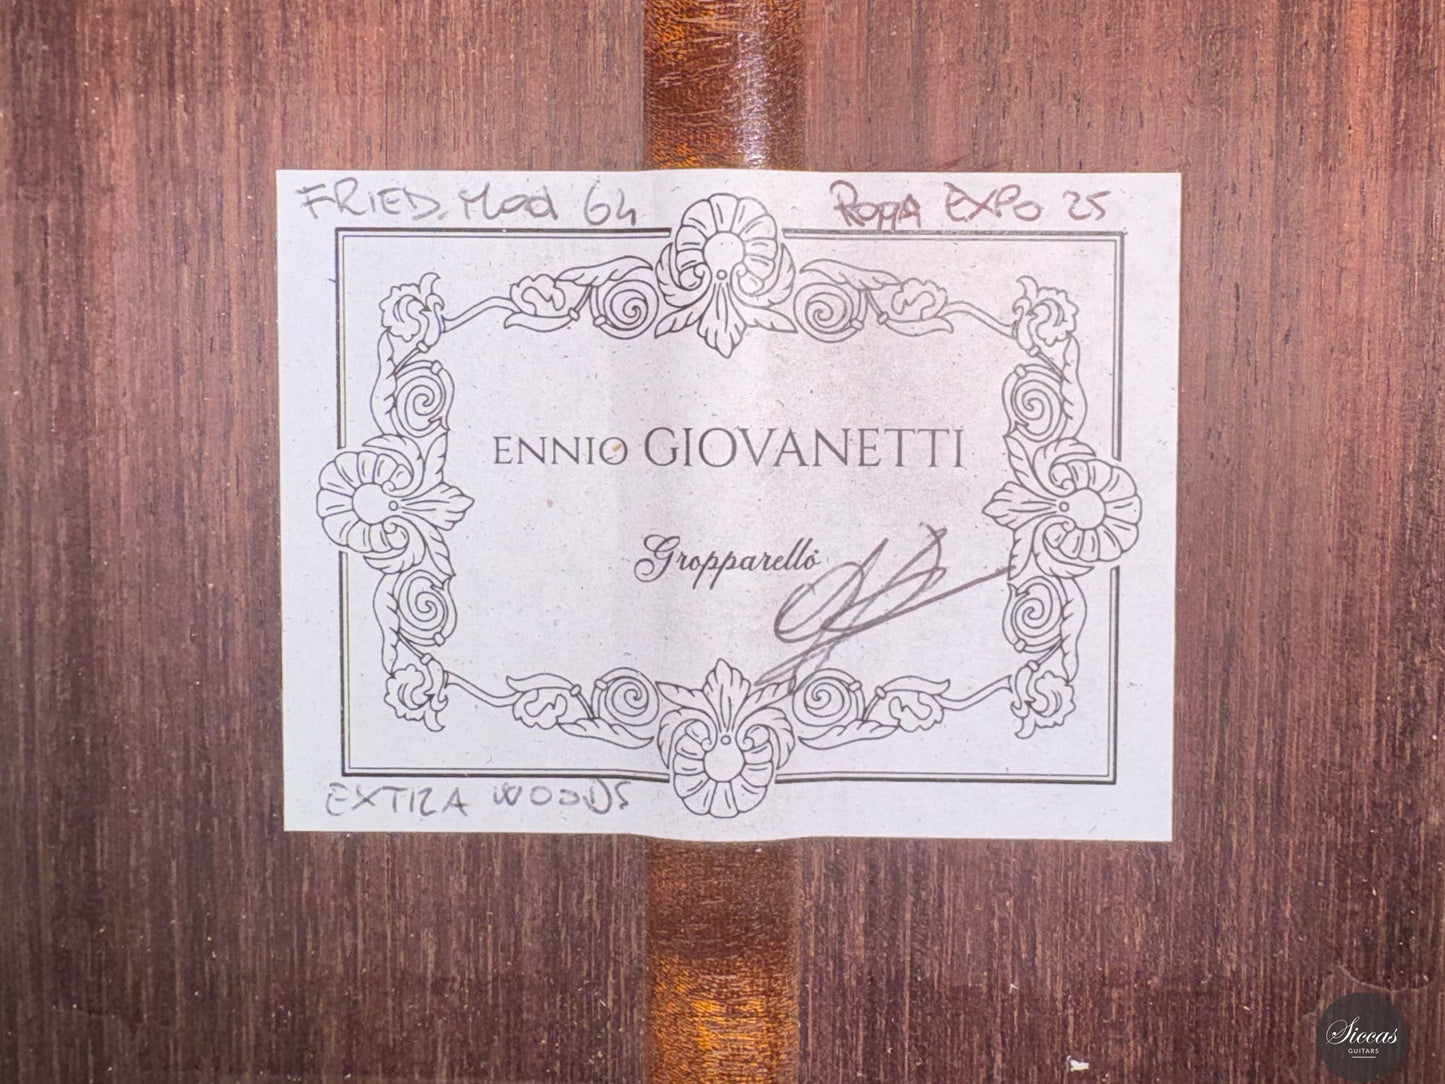 FRIED. Mod 64
ROMA EXPO 25
ENNIO GIOVANETTI
Gropparello
EXTRA WOODS
Siccas
GUITARS